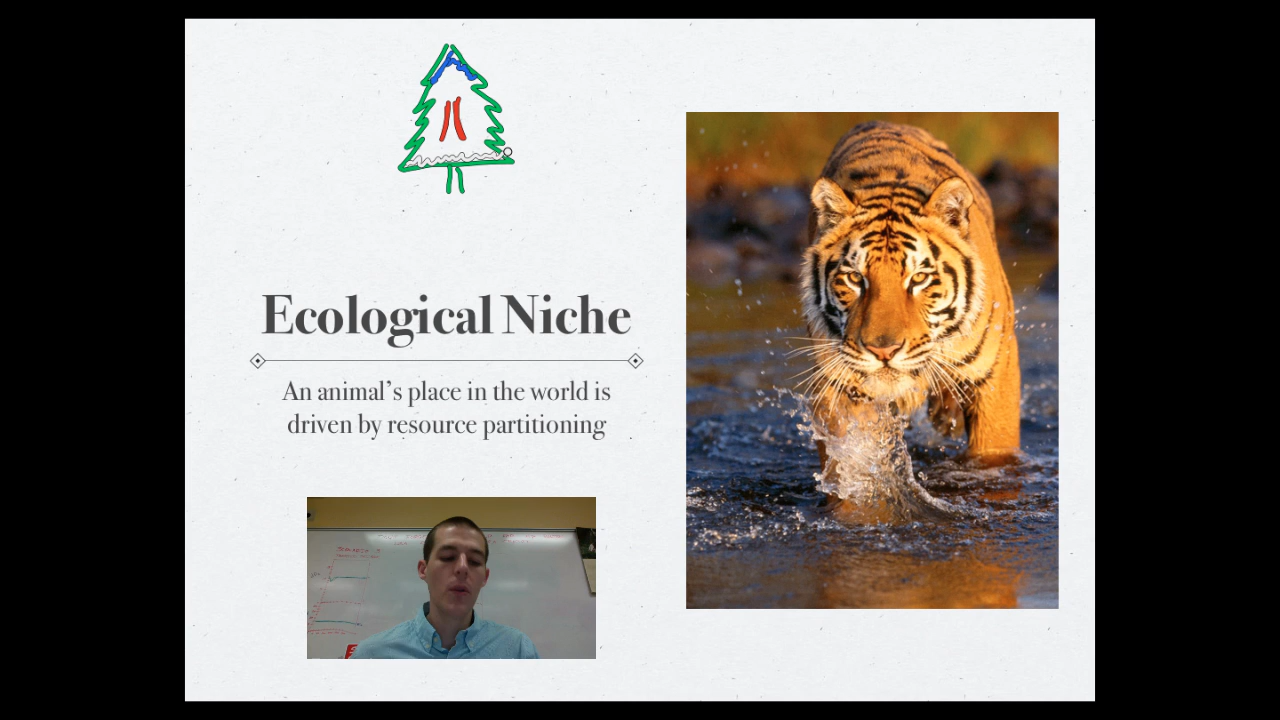 Ecological Niche
An animal’s place in the world is
driven by resource partitioning